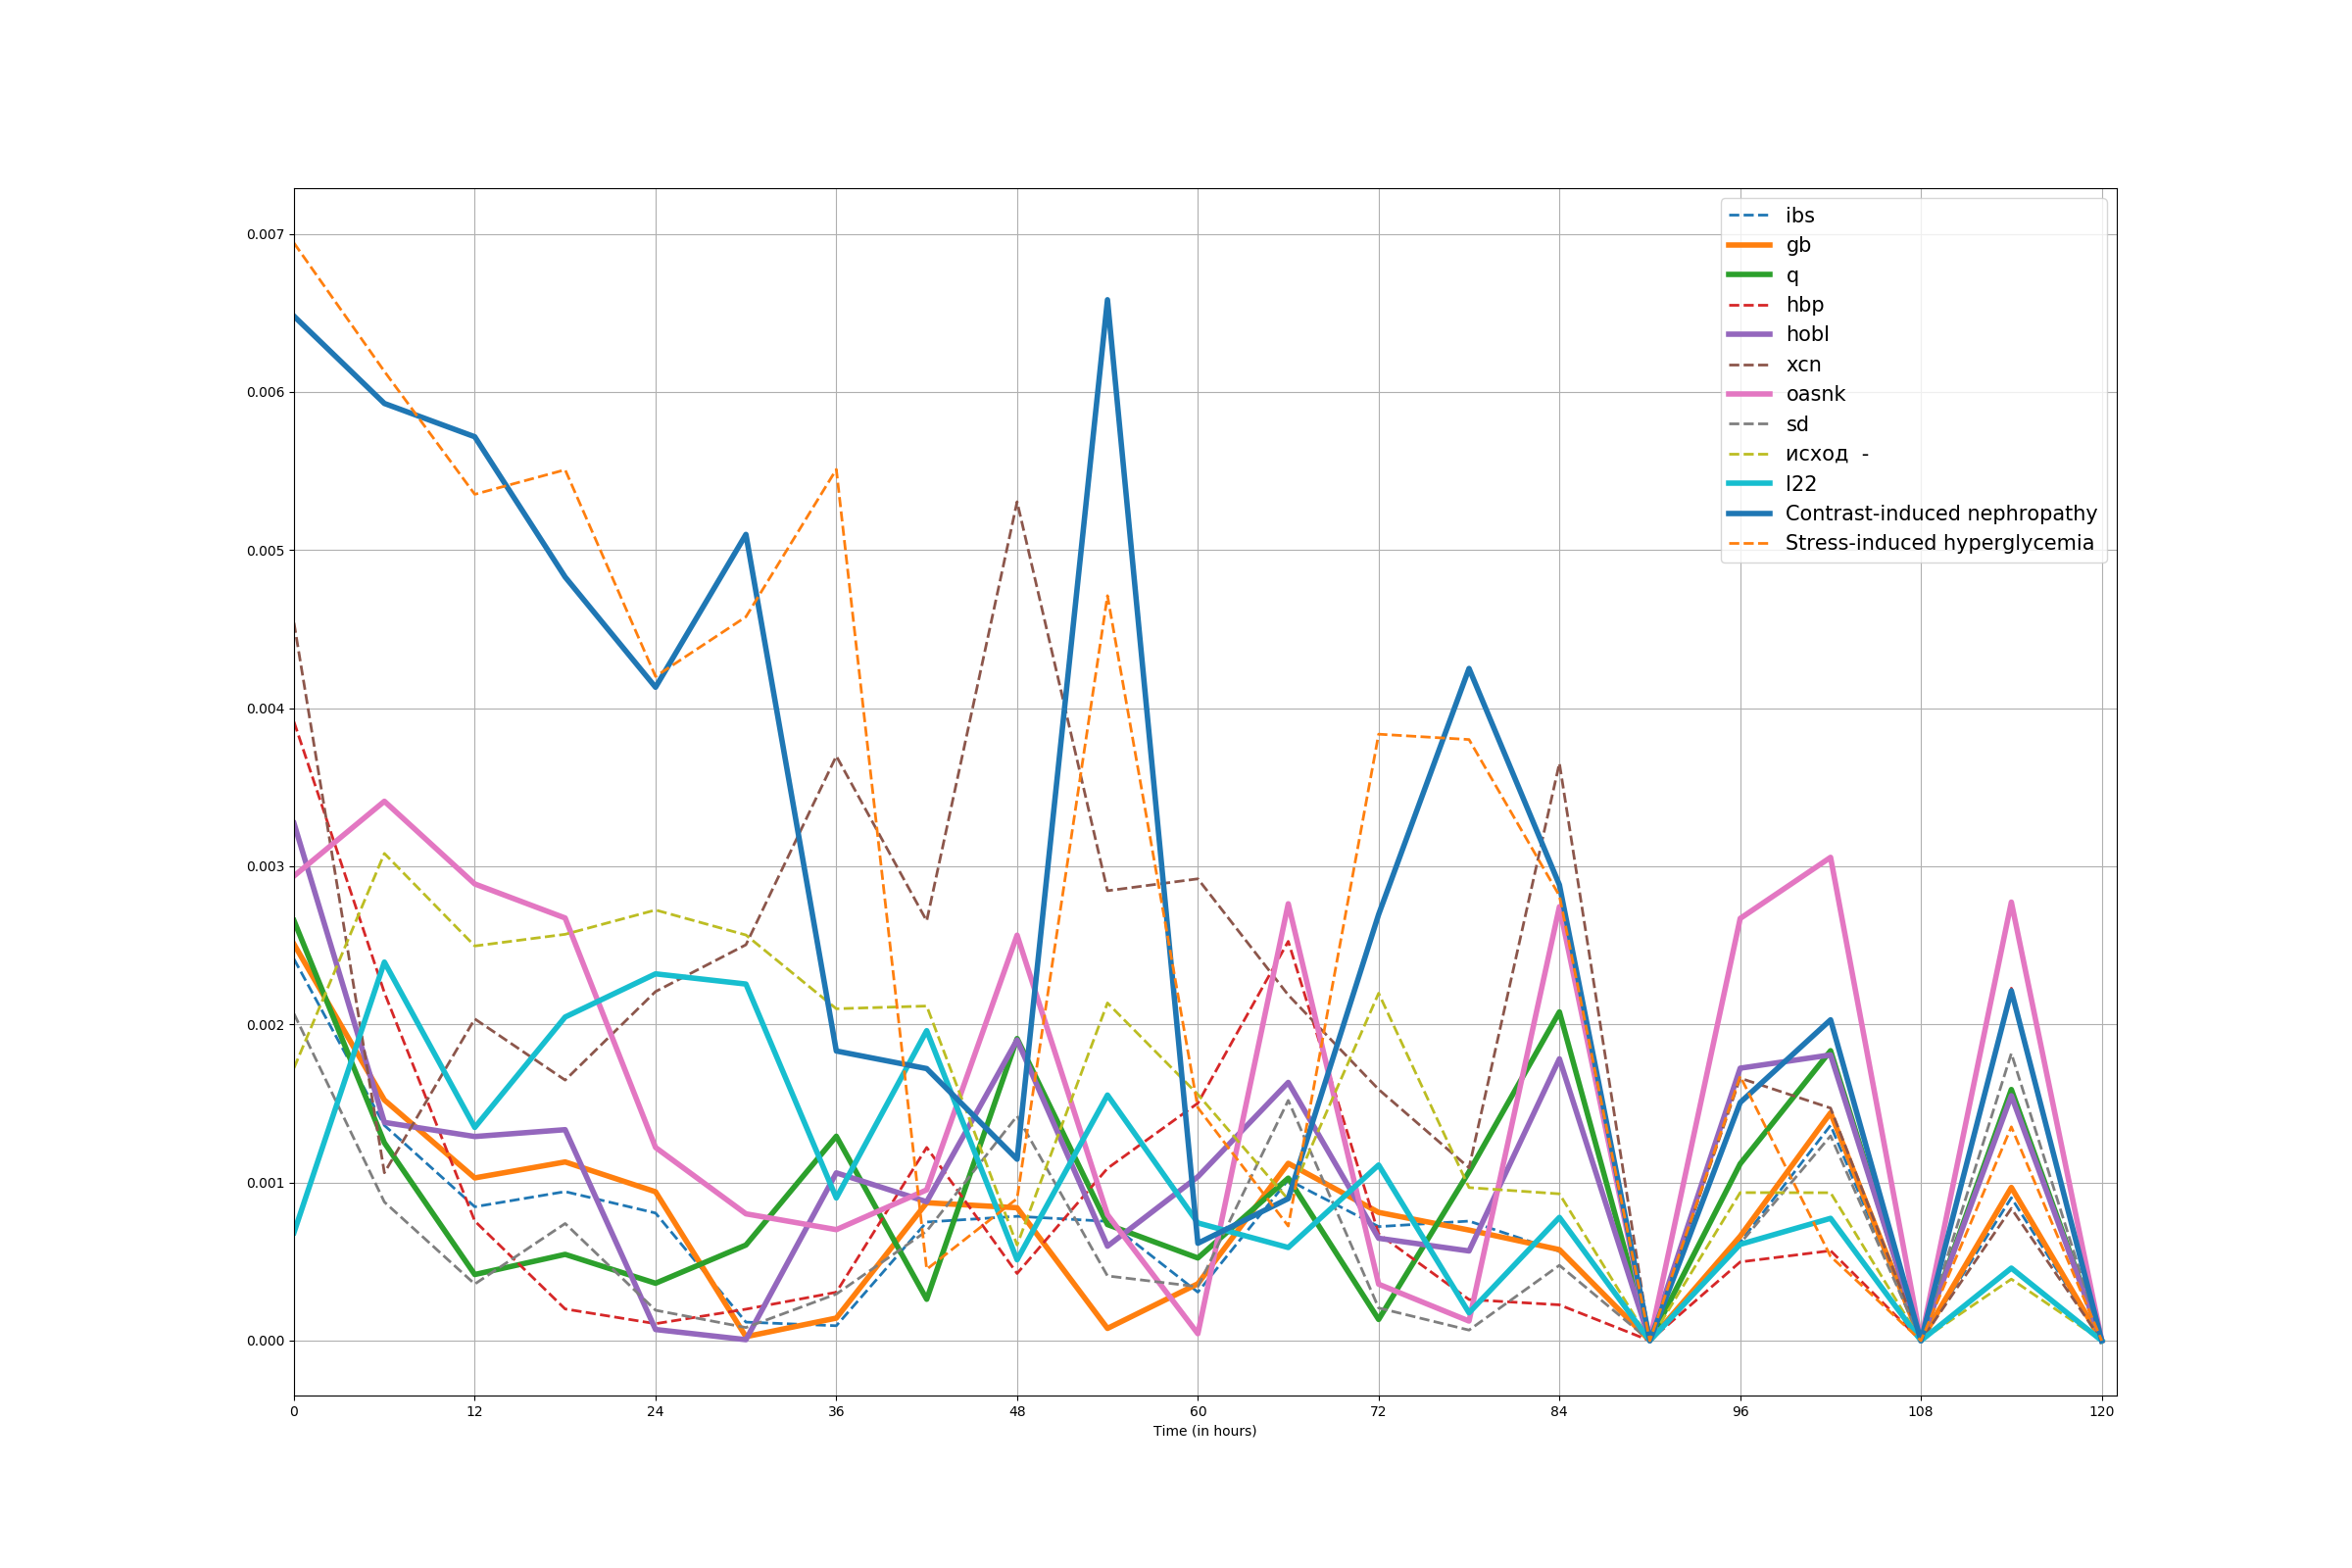 0.007
0.006
0.005
0.004
0.003
0.002
0.001
0.000
ibs
gb
q
hbp
hobl
xcn
oasnk
sd
исход  -
l22
Contrast-induced nephropathy
Stress-induced hyperglycemia
0 12 24 36 48 60 72 84 96 108 120
Time (in hours)